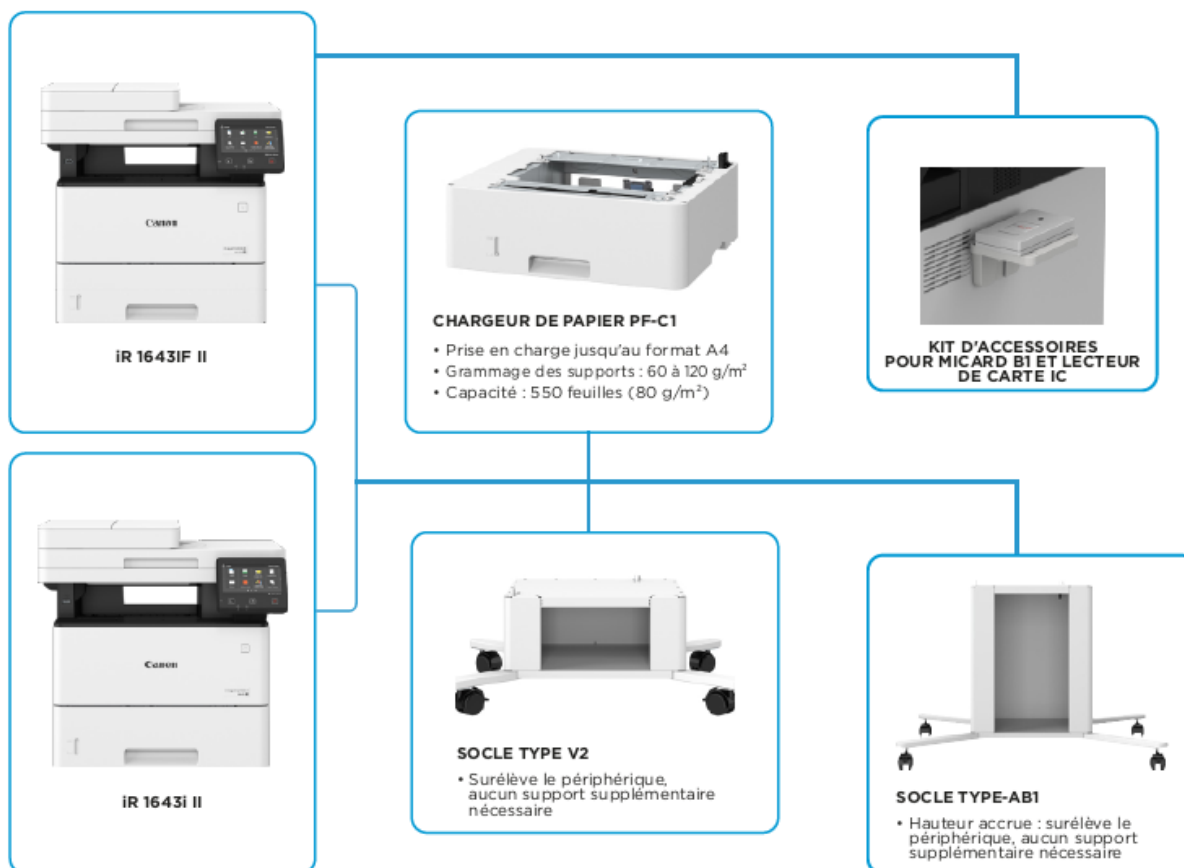 Canon
iR 1643IF II
CHARGEUR DE PAPIER PF-C1
• Prise en charge jusqu'au format A4
• Grammage des supports : 60 à 120 g/m²
• Capacité : 550 feuilles (80 g/m²)
KIT D'ACCESSOIRES
POUR MICARD B1 ET LECTEUR
DE CARTE IC
Canon
iR 1643i II
SOCLE TYPE V2
• Surélève le périphérique,
aucun support supplémentaire
nécessaire
SOCLE TYPE-AB1
• Hauteur accrue : surélève le
périphérique, aucun support
supplémentaire nécessaire